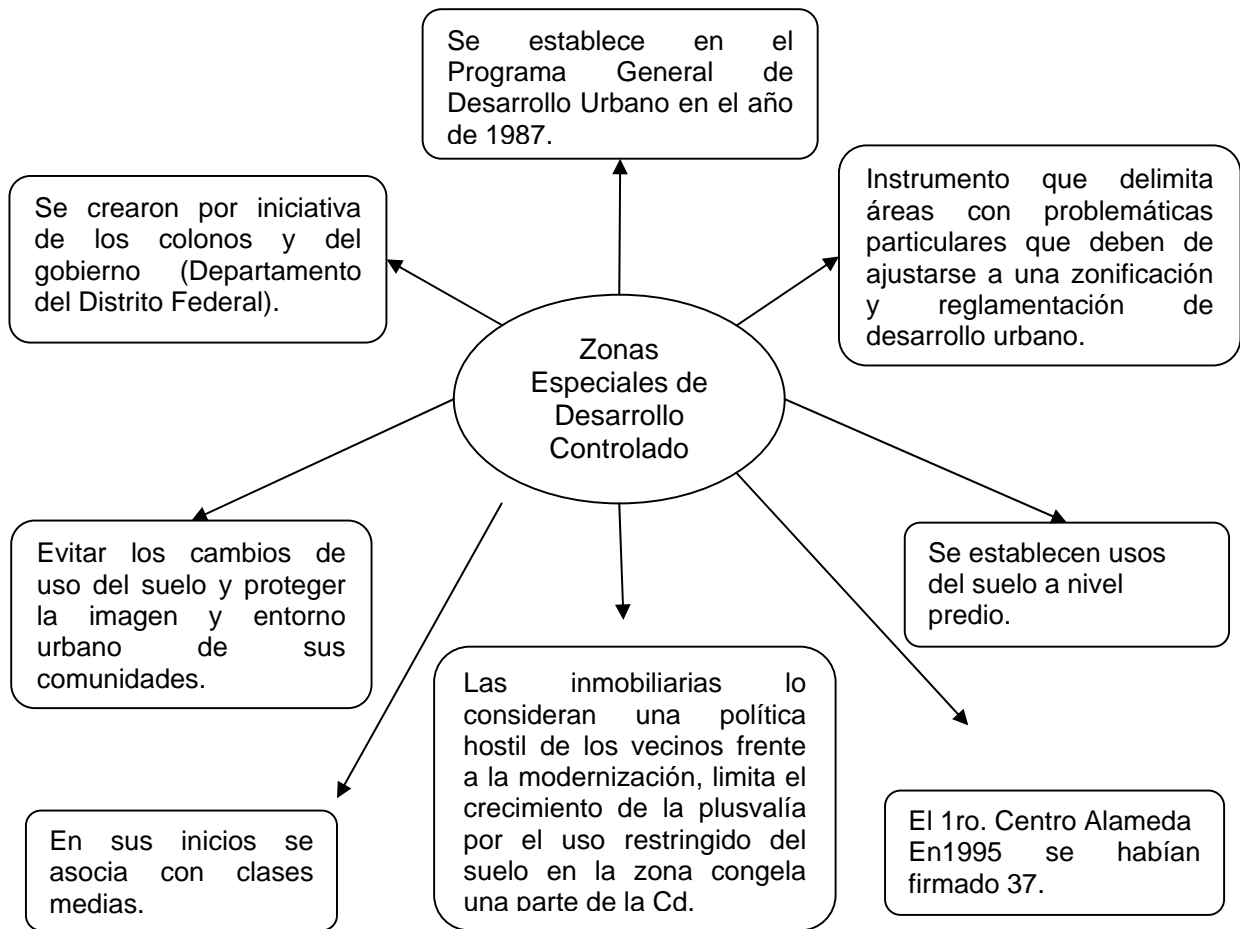 Se establece en el
Programa General de
Desarrollo Urbano en el año
de 1987.
Se crearon por iniciativa
de los colonos y del
gobierno (Departamento
del Distrito Federal).
Instrumento que delimita
áreas con problemáticas
particulares que deben de
ajustarse a una zonificación
y reglamentación de
desarrollo urbano.
Zonas
Especiales de
Desarrollo
Controlado
Evitar los cambios de
uso del suelo y proteger
la imagen y entorno
urbano de sus
comunidades.
Se establecen usos
del suelo a nivel
predio.
Las inmobiliarias lo
consideran una política
hostil de los vecinos frente
a la modernización, limita el
crecimiento de la plusvalía
por el uso restringido del
suelo en la zona congela
una parte de la Cd.
En sus inicios se
asocia con clases
medias.
El 1ro. Centro Alameda
En1995 se habían
firmado 37.